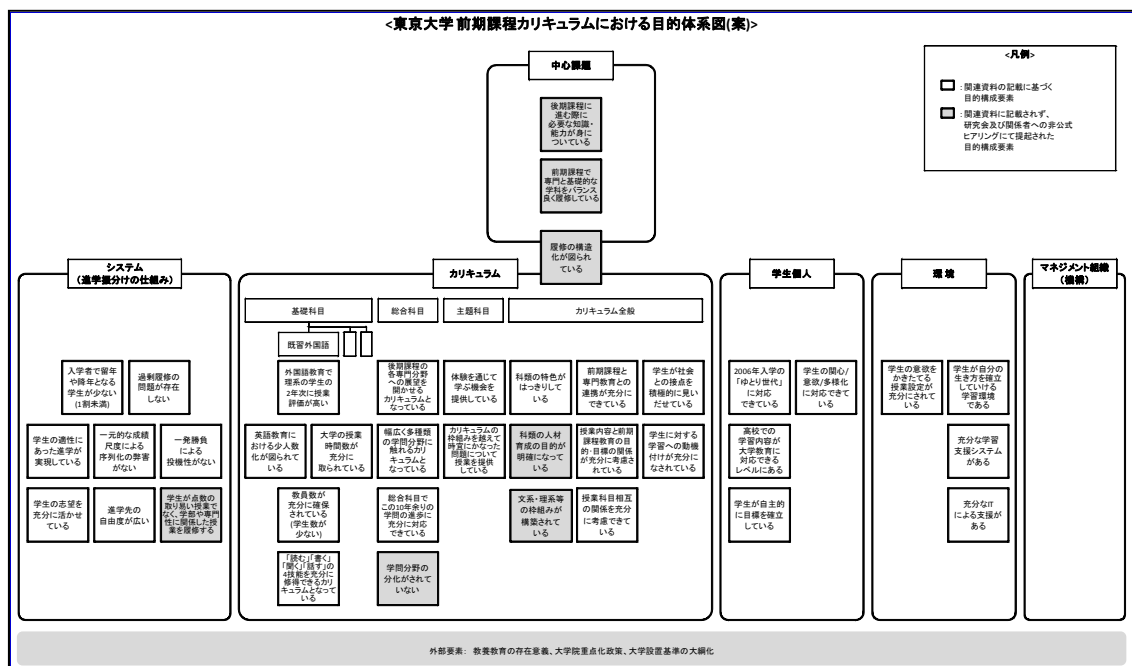 <東京大学 前期課程カリキュラムにおける目的体系図(案)>
<凡例>
:関連資料の記載に基づく
目的構成要素
:関連資料に記載されず、
研究会及び関係者への非公式
ヒアリングにて提起された
目的構成要素
中心課題
後期課程に
進む際に
必要な知識・
能力が身に
ついている
前期課程で
専門と基礎的な
学科をバランス
良く履修している
履修の構造
化が図られ
ている
システム
(進学振分けの仕組み)
入学者で留年
や降年となる
学生が少ない
(1割未満)
過剰履修の
問題が存在
しない
学生の適性に
あった進学が
実現している
一元的な成績
尺度による
序列化の弊害
がない
一発勝負
による
投機性がない
学生の志望を
充分に活かせ
ている
進学先の
自由度が広い
学生が点数の
取り易い授業で
なく、学部や専門
性に関係した授
業を履修する
カリキュラム
基礎科目
総合科目
主題科目
カリキュラム全般
既習外国語
外国語教育で
理系の学生の
2年次に授業
評価が高い
英語教育に
おける少人数
化が図られて
いる
大学の授業
時間数が
充分に
取られている
教員数が
充分に確保
されている
(学生数が
少ない)
「読む」「書く」
「聞く」「話す」の
4技能を充分に
修得できるカリ
キュラムとなって
いる
後期課程の
各専門分野
への展望を
開かせる
カリキュラムと
なっている
幅広く多種類
の学問分野に
触れるカリ
キュラムと
なっている
総合科目で
この10年余り
の学問の進歩に
充分に対応
できている
学問分野の
分化がされて
いない
体験を通じて
学ぶ機会を
提供している
カリキュラムの
枠組みを越えて
時宜にかなった
問題について
授業を提供
している
科類の特色が
はっきりしている
科類の人材
育成の目的が
明確になって
いる
文系・理系等
の枠組みが
構築されて
いる
前期課程と
専門教育との
連携が充分に
できている
授業内容と前期
課程教育の目
的・目標の関係
が充分に考慮さ
れている
授業科目相互
の関係を充分
に考慮できて
いる
学生が社会
との接点を
積極的に見い
だせている
学生に対する
学習への動機
付けが充分に
なされている
学生個人
2006年入学の
「ゆとり世代」
に対応
できている
学生の関心/
意欲/多様化
に対応できて
いる
高校での
学習内容が
大学教育に
対応できる
レベルにある
学生が自主的
に目標を確立
している
環境
学生の意欲を
かきたてる
授業設定が
充分にされて
いる
学生が自分の
生き方を確立
していける
学習環境
である
充分な学習
支援システム
がある
充分なIT
による支援が
ある
マネジメント組織
(機構)
外部要素: 教養教育の存在意義、大学院重点化政策、大学設置基準の大綱化